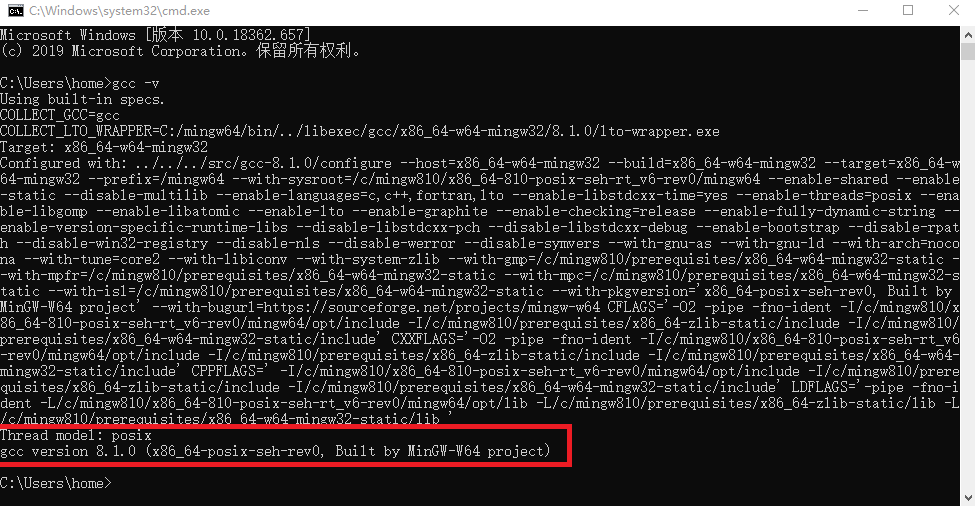 C:\Windows\system32\cmd.exe
Microsoft Windows [版本 10.0.18362.657]
(c) 2019 Microsoft Corporation。保留所有权利。
C:\Users\home>gcc -v
Using built-in specs.
COLLECT_GCC=gcc
COLLECT_LTO_WRAPPER=C:/mingw64/bin/../libexec/gcc/x86_64-w64-mingw32/8.1.0/lto-wrapper.exe
Target: x86_64-w64-mingw32
Configured with: ../../../src/gcc-8.1.0/configure --host=x86_64-w64-mingw32 --build=x86_64-w64-mingw32 --target=x86_64-w
64-mingw32 --prefix=/mingw64 --with-sysroot=/c/mingw810/x86_64-810-posix-seh-rt_v6-rev0/mingw64 --enable-shared --enable
-static --disable-multilib --enable-languages=c,c++,fortran,lto --enable-libstdcxx-time=yes --enable-threads=posix --ena
ble-libgomp --enable-libatomic --enable-lto --enable-graphite --enable-checking=release --enable-fully-dynamic-string --
enable-version-specific-runtime-libs --disable-libstdcxx-pch --disable-libstdcxx-debug --enable-bootstrap --disable-rpat
h --disable-win32-registry --disable-nls --disable-werror --disable-symvers --with-gnu-as --with-gnu-ld --with-arch=noco
na --with-tune=core2 --with-libiconv --with-system-zlib --with-gmp=/c/mingw810/prerequisites/x86_64-w64-mingw32-static -
-with-mpfr=/c/mingw810/prerequisites/x86_64-w64-mingw32-static --with-mpc=/c/mingw810/prerequisites/x86_64-w64-mingw32-s
tatic --with-isl=/c/mingw810/prerequisites/x86_64-w64-mingw32-static --with-pkgversion='x86_64-posix-seh-rev0, Built by
MinGW-W64 project' --with-bugurl=https://sourceforge.net/projects/mingw-w64 CFLAGS='-O2 -pipe -fno-ident -I/c/mingw810/x
86_64-810-posix-seh-rt_v6-rev0/mingw64/opt/include -I/c/mingw810/prerequisites/x86_64-zlib-static/include -I/c/mingw810/
prerequisites/x86_64-w64-mingw32-static/include' CXXFLAGS='-O2 -pipe -fno-ident -I/c/mingw810/x86_64-810-posix-seh-rt_v6
-rev0/mingw64/opt/include -I/c/mingw810/prerequisites/x86_64-zlib-static/include -I/c/mingw810/prerequisites/x86_64-w64-
mingw32-static/include' CPPFLAGS=' -I/c/mingw810/x86_64-810-posix-seh-rt_v6-rev0/mingw64/opt/include -I/c/mingw810/prere
quisites/x86_64-zlib-static/include -I/c/mingw810/prerequisites/x86_64-w64-mingw32-static/include' LDFLAGS='-pipe -fno-i
dent -L/c/mingw810/x86_64-810-posix-seh-rt_v6-rev0/mingw64/opt/lib -L/c/mingw810/prerequisites/x86_64-zlib-static/lib -L
/c/mingw810/prerequisites/x86_64-w64-mingw32-static/lib '
Thread model: posix
gcc version 8.1.0 (x86_64-posix-seh-rev0, Built by MinGW-W64 project)
C:\Users\home>